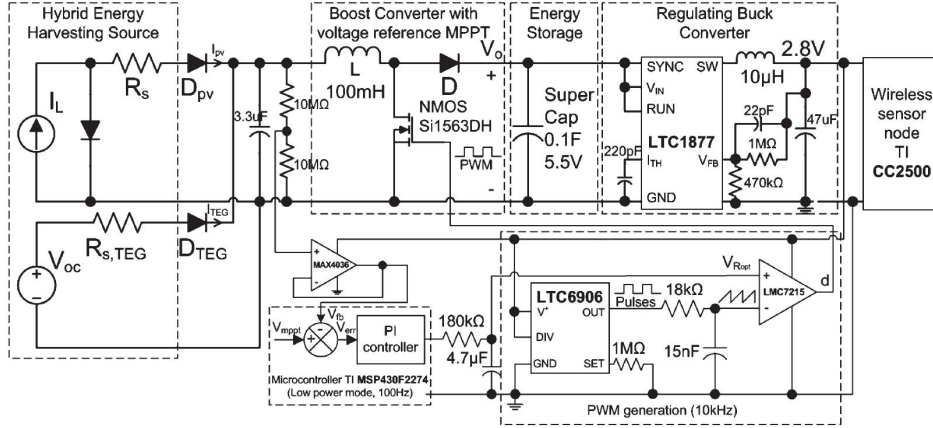 Hybrid Energy
Harvesting Source
Boost Converter with
voltage reference MPPT
Energy
Storage
Regulating Buck
Converter
I_L
R_s
I_pv
D_pv
3.3uF
10MΩ
10MΩ
L
100mH
D
V_o
+
-
NMOS
Si1563DH
PWM
Super
Cap
0.1F
5.5V
SYNC
SW
V_IN
RUN
LTC1877
I_TH
V_FB
GND
220pF
10µH
2.8V
22pF
1MΩ
470kΩ
47uF
Wireless
sensor
node
TI
CC2500
V_oc
+
-
R_s,TEG
I_TEG
D_TEG
+
-
MAX4036
V_mppt
V_fb
-
+
V_err
PI
controller
180kΩ
4.7µF
Microcontroller TI MSP430F2274
(Low power mode, 100Hz)
LTC6906
V+
OUT
DIV
GND
SET
Pulses
18kΩ
1MΩ
15nF
V_Ropt
+
-
LMC7215
d
PWM generation (10kHz)